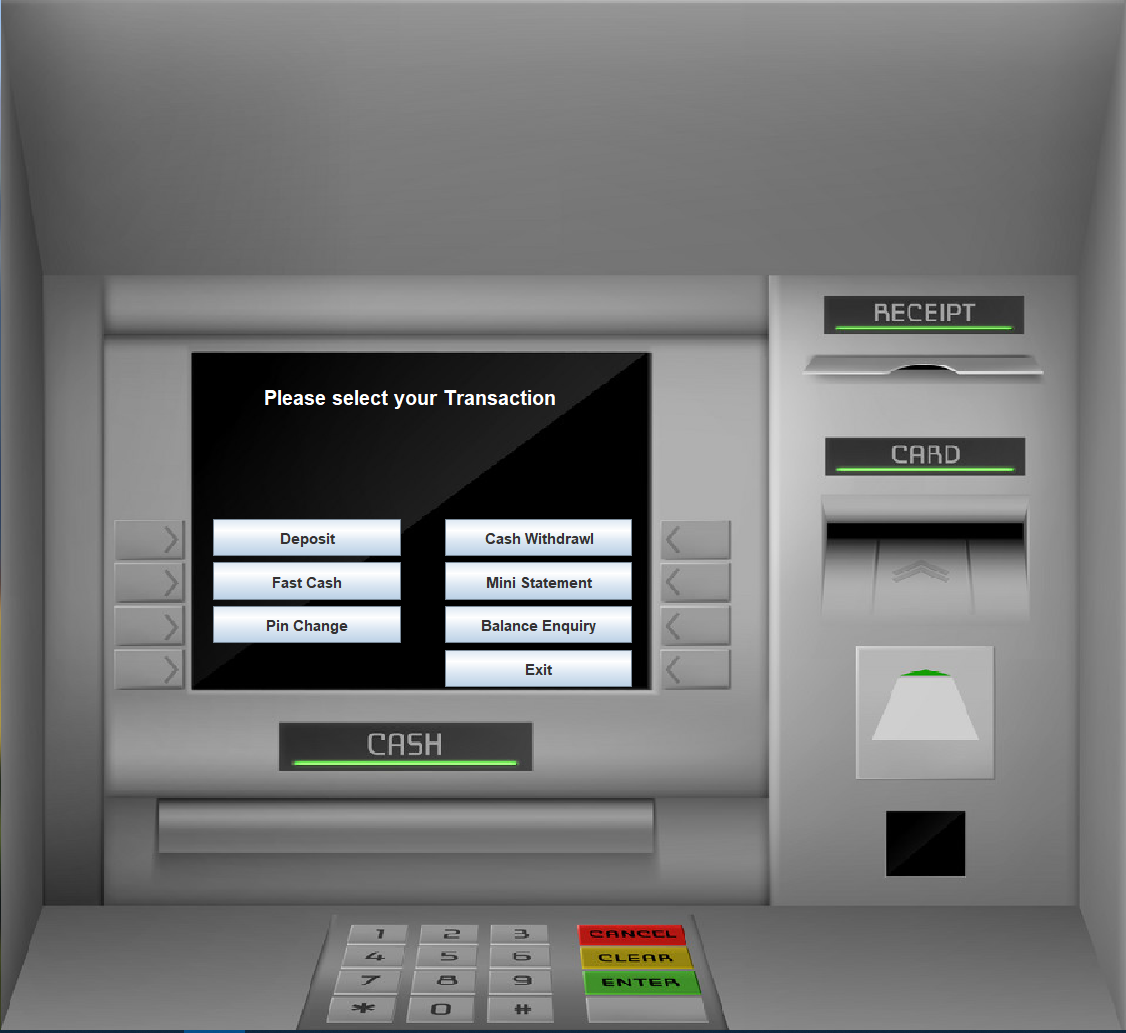 RECEIPT
Please select your Transaction
CARD
Deposit
Cash Withdrawl
Fast Cash
Mini Statement
Pin Change
Balance Enquiry
Exit
CASH
1 2 3 CANCEL
4 5 6 CLEAR
7 8 9 ENTER
* 0 #